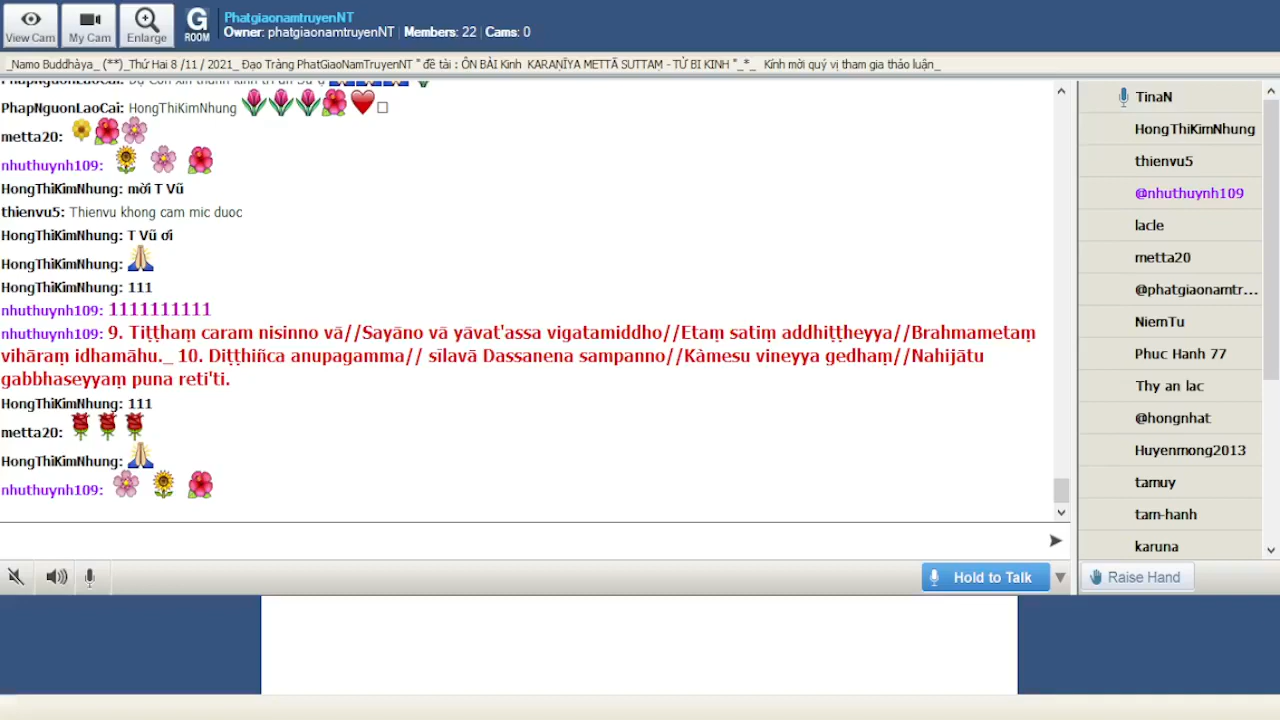 View Cam
My Cam
Enlarge
G
ROOM
PhatgiaonamtruyenNT
Owner: phatgiaonamtruyenNT | Members: 22 | Cams: 0
_Namo Buddhàya_ (**)_Thứ Hai 8 /11 / 2021_ Đạo Tràng PhatGiaoNamTruyenNT " đề tài : ÔN BÀI Kinh KARAṆĪYA METTĀ SUTTAṂ - TỪ BI KINH "_*_ Kính mời quý vị tham gia thảo luận_
PhapNguonLaoCai: HongThiKimNhung
metta20:
nhuthuynh109:
HongThiKimNhung: mời T Vũ
thienvu5: Thienvu khong cam mic duoc
HongThiKimNhung: T Vũ ơi
HongThiKimNhung:
HongThiKimNhung: 111
nhuthuynh109: 1111111111
nhuthuynh109: 9. Tiṭṭhaṃ caram nisinno vā//Sayāno vā yāvat'assa vigatamiddho//Etaṃ satiṃ addhiṭṭheyya//Brahmametaṃ
vihāraṃ idhamāhu._ 10. Diṭṭhiñca anupagamma// sīlavā Dassanena sampanno//Kàmesu vineyya gedhaṃ//Nahijātu
gabbhaseyyaṃ puna reti'ti.
HongThiKimNhung: 111
metta20:
HongThiKimNhung:
nhuthuynh109:
TinaN
HongThiKimNhung
thienvu5
@nhuthuynh109
lacle
metta20
@phatgiaonamtr...
NiemTu
Phuc Hanh 77
Thy an lac
@hongnhat
Huyenmong2013
tamuy
tam-hanh
karuna
Hold to Talk
Raise Hand